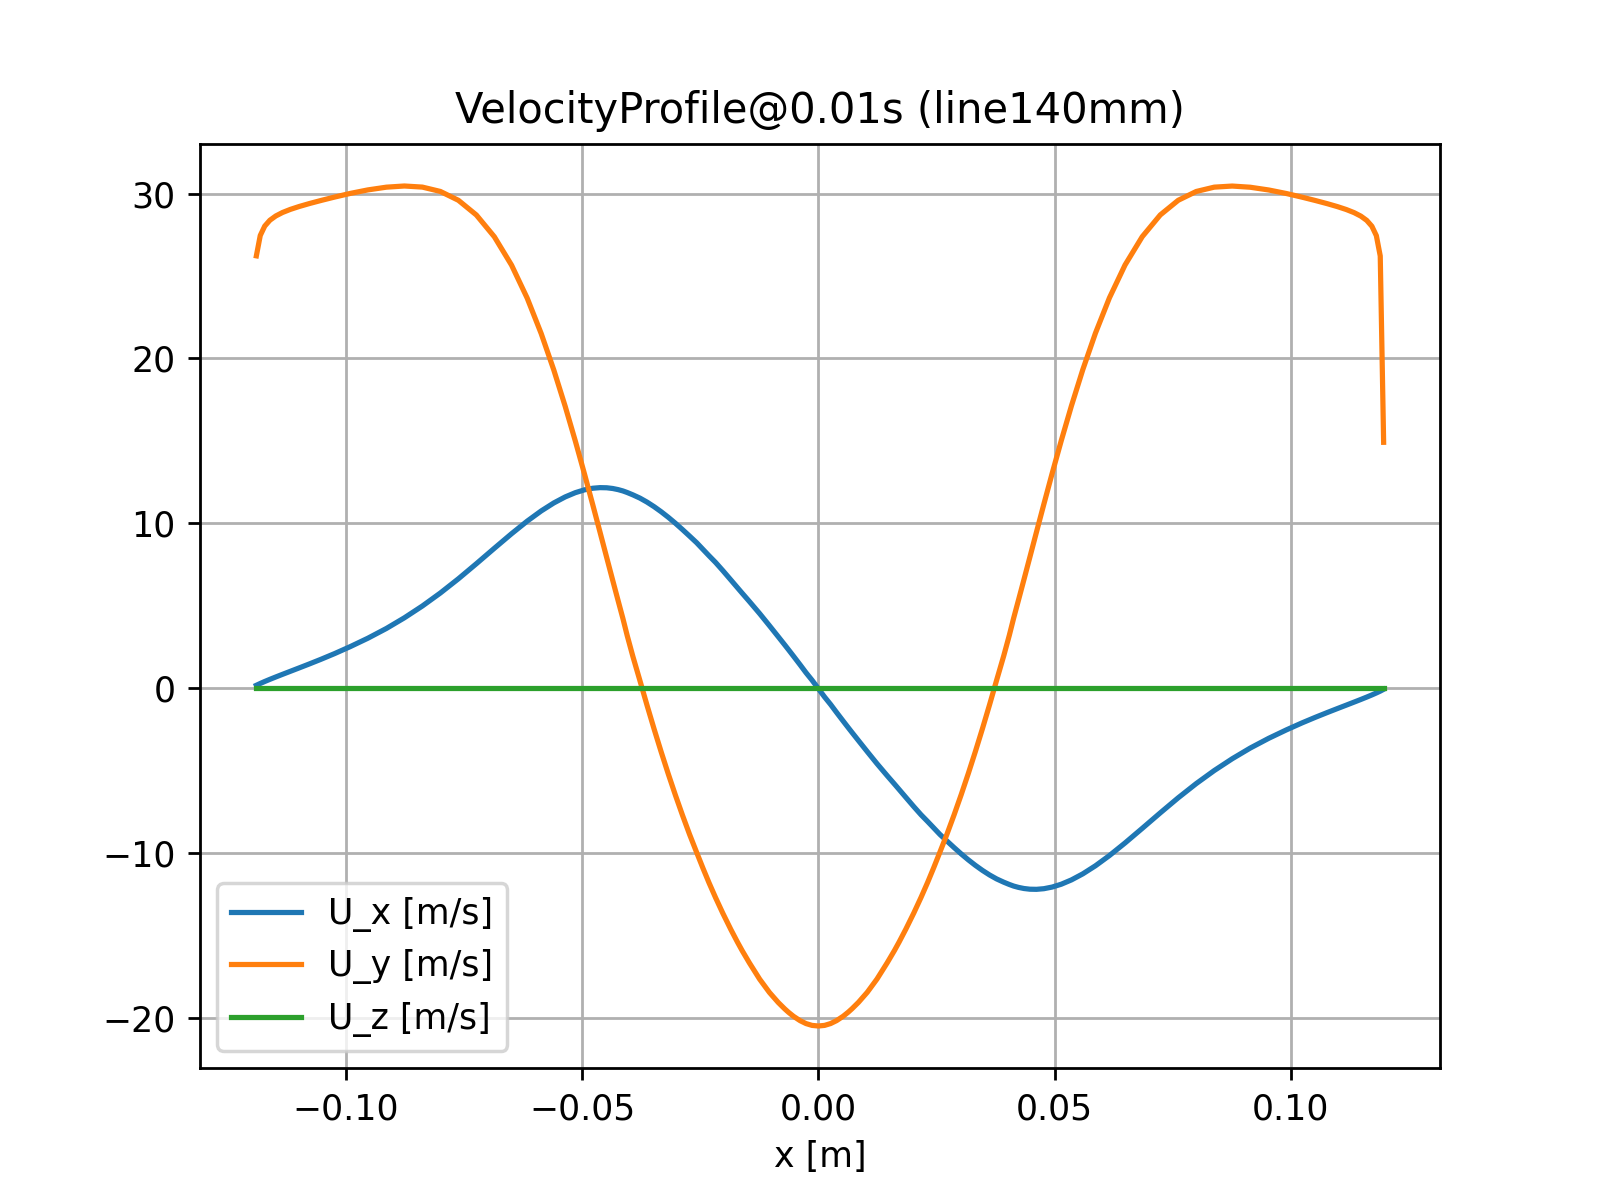 VelocityProfile@0.01s (line140mm)
30
20
10
0
−10
−20
U_x [m/s]
U_y [m/s]
U_z [m/s]
−0.10 −0.05 0.00 0.05 0.10
x [m]